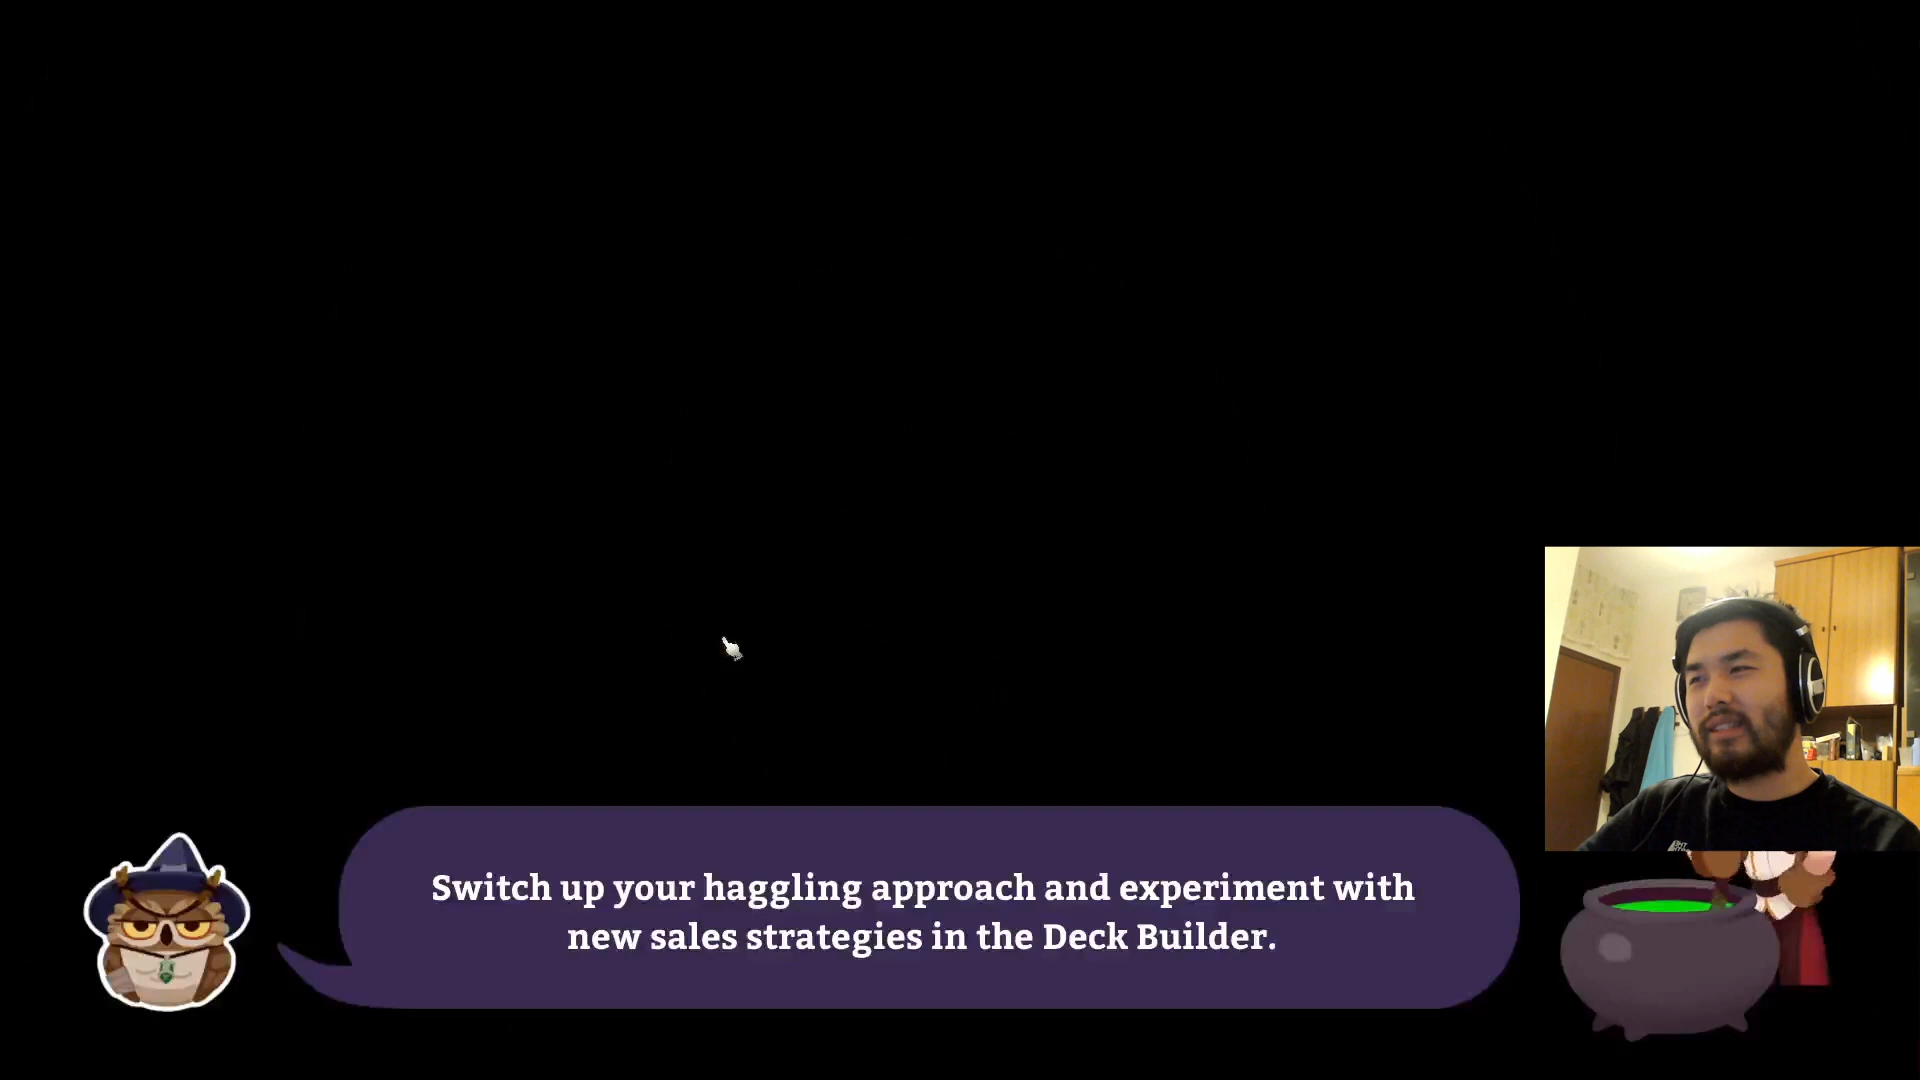 Switch up your haggling approach and experiment with
new sales strategies in the Deck Builder.